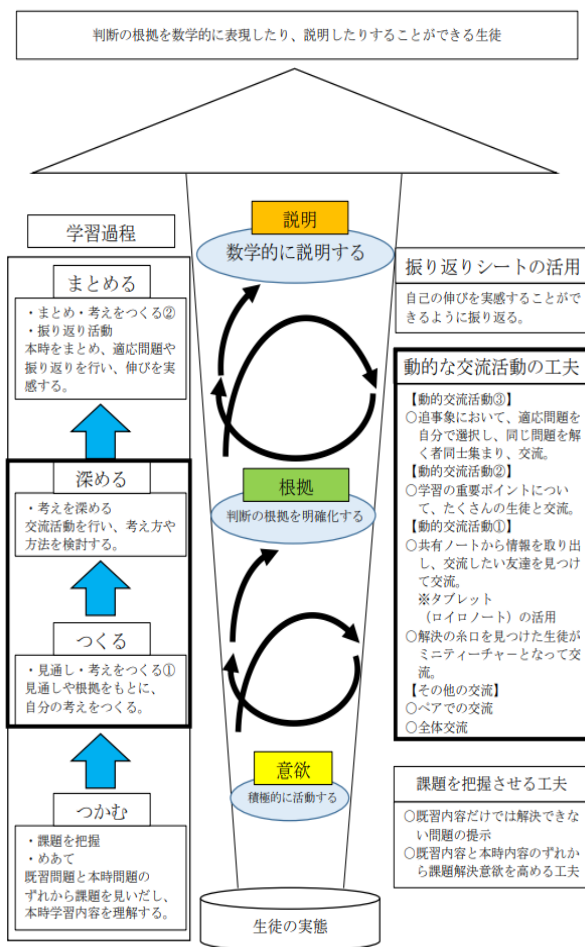 判断の根拠を数学的に表現したり、説明したりすることができる生徒
学習過程
まとめる
・まとめ・考えをつくる②
・振り返り活動
本時をまとめ、適応問題や
振り返りを行い、伸びを実
感する。
深める
・考えを深める
交流活動を行い、考え方や
方法を検討する。
つくる
・見通し・考えをつくる①
見通しや根拠をもとに、
自分の考えをつくる。
つかむ
・課題を把握
・めあて
既習問題と本時問題の
ずれから課題を見いだし、
本時学習内容を理解する。
説明
数学的に説明する
根拠
判断の根拠を明確化する
意欲
積極的に活動する
生徒の実態
振り返りシートの活用
自己の伸びを実感することがで
きるように振り返る。
動的な交流活動の工夫
【動的交流活動③】
○追事象において、適応問題を
自分で選択し、同じ問題を解
く者同士集まり、交流。
【動的交流活動②】
○学習の重要ポイントについ
て、たくさんの生徒と交流。
【動的交流活動①】
○共有ノートから情報を取り出
し、交流したい友達を見つけ
て交流。
※タブレット
（ロイロノート）の活用
○解決の糸口を見つけた生徒が
ミニティーチャーとなって交
流。
【その他の交流】
○ペアでの交流
○全体交流
課題を把握させる工夫
○既習内容だけでは解決できな
い問題の提示
○既習内容と本時内容のずれから
課題解決意欲を高める工夫